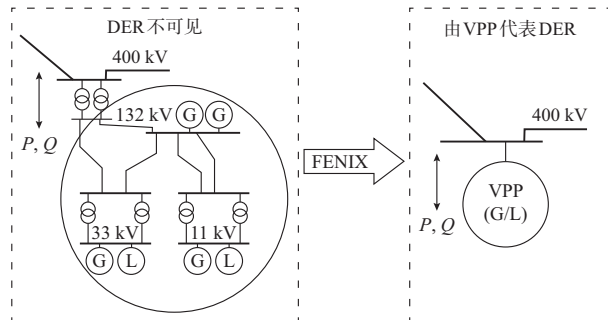 DER不可见
400 kV
132 kV
G
G
P, Q
33 kV
11 kV
G
L
G
L
FENIX
由VPP代表DER
400 kV
P, Q
VPP
(G/L)